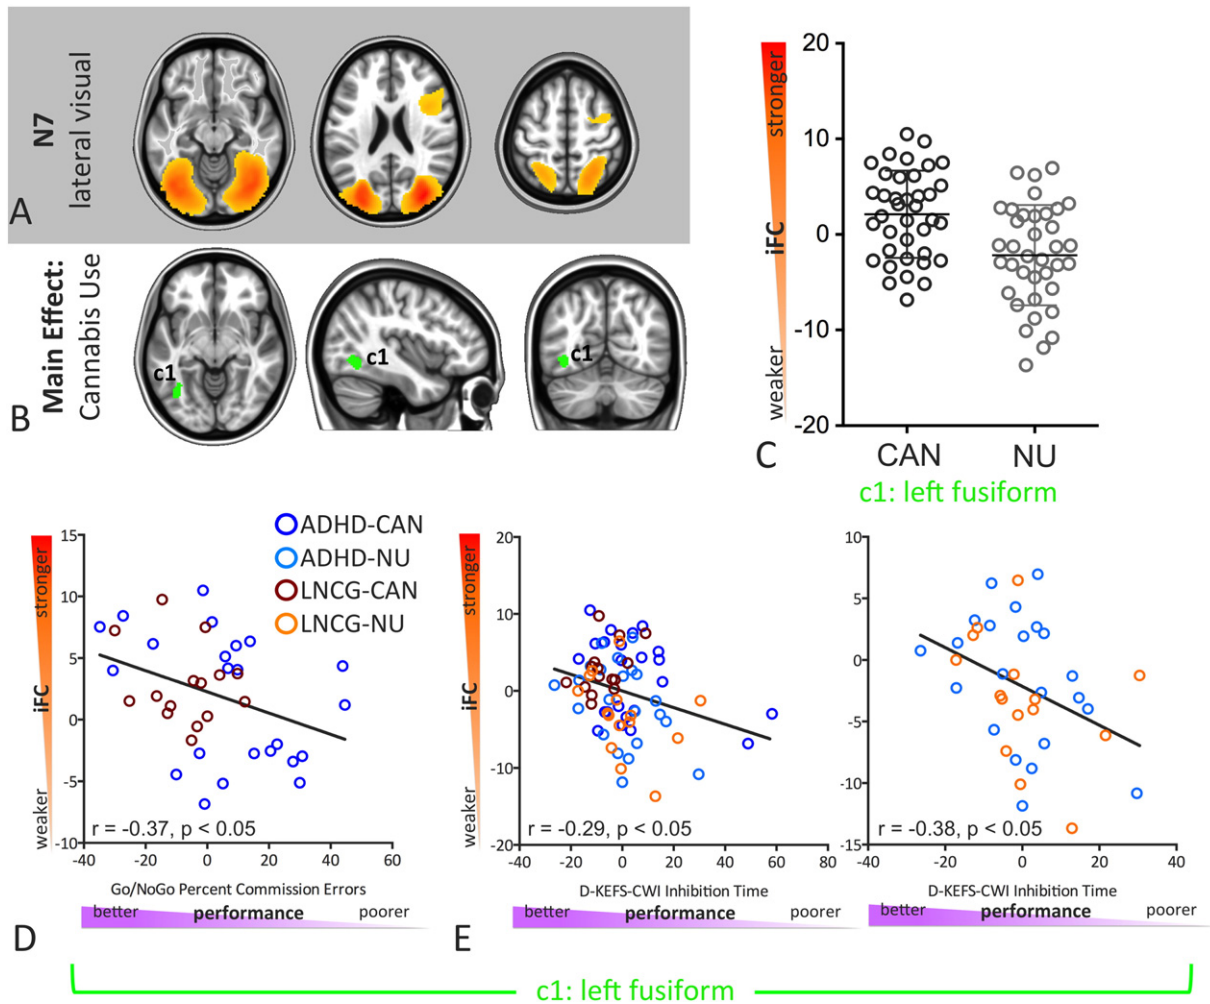 N7
lateral visual
A
Main Effect:
Cannabis Use
B
c1
c1
c1
stronger
iFC
weaker
20
10
0
-10
-20
CAN
NU
C
c1: left fusiform
stronger
iFC
weaker
15
10
5
0
-5
-10
-40
-20
0
20
40
60
r = -0.37, p < 0.05
Go/NoGo Percent Commission Errors
better
performance
poorer
D
ADHD-CAN
ADHD-NU
LNCG-CAN
LNCG-NU
stronger
iFC
weaker
20
10
0
-10
-20
-40
-20
0
20
40
60
80
r = -0.29, p < 0.05
D-KEFS-CWI Inhibition Time
better
performance
poorer
E
10
5
0
-5
-10
-15
-40
-20
0
20
40
r = -0.38, p < 0.05
D-KEFS-CWI Inhibition Time
better
performance
poorer
c1: left fusiform